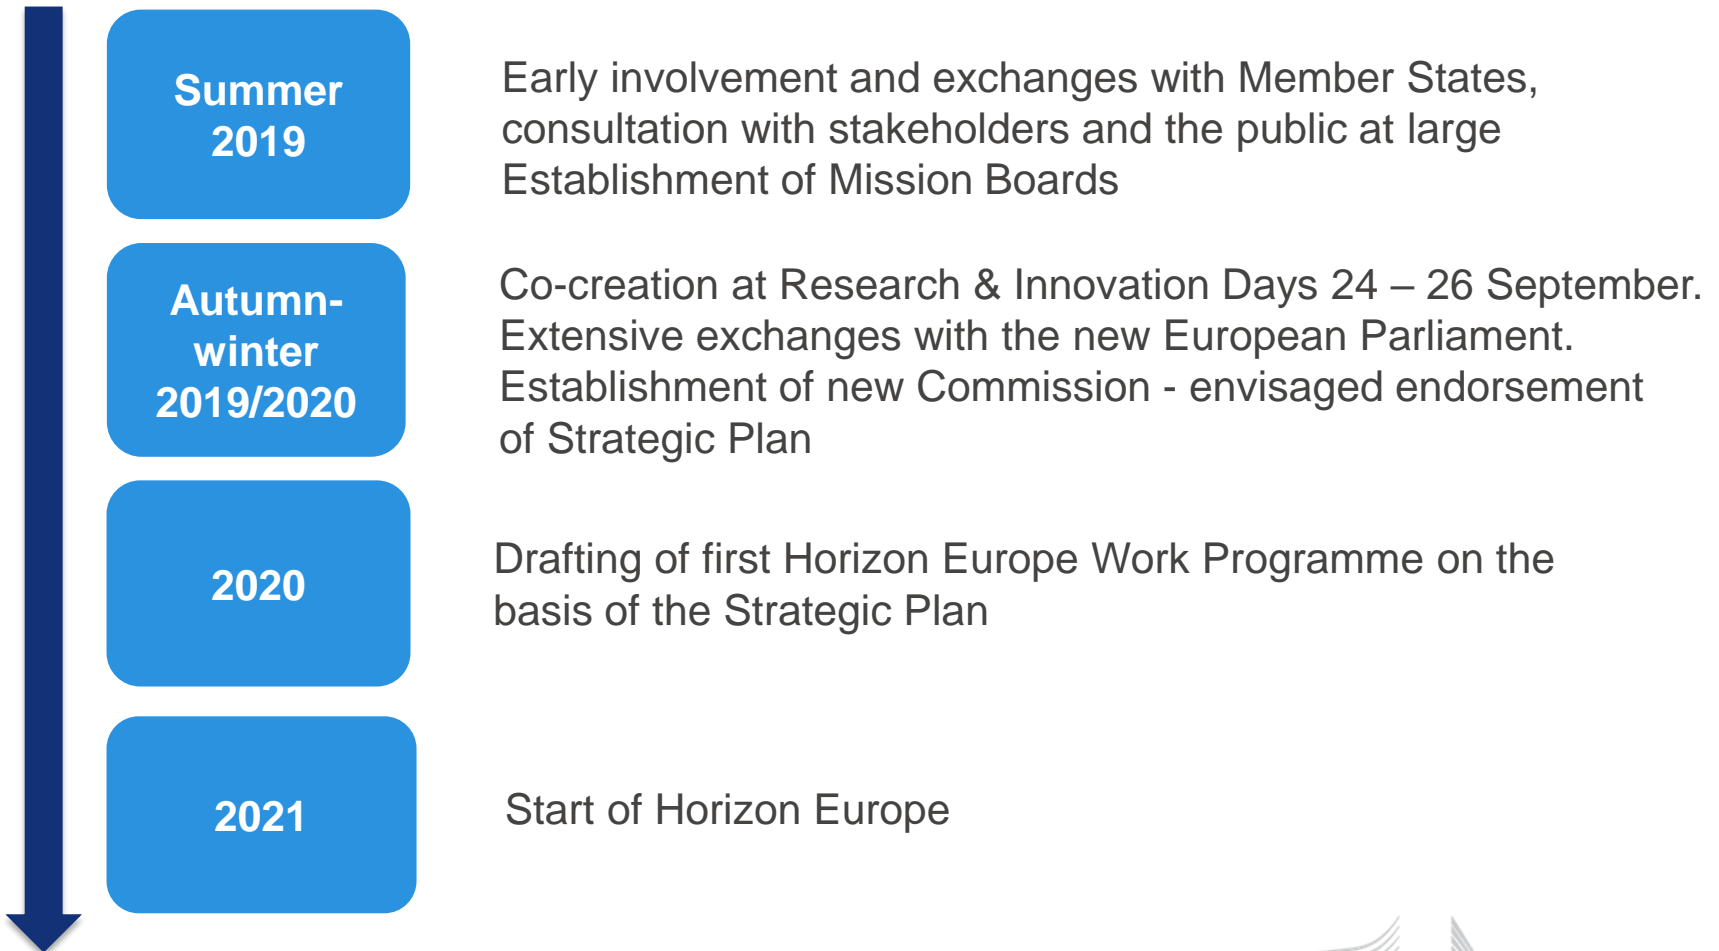 Summer
2019
Early involvement and exchanges with Member States,
consultation with stakeholders and the public at large
Establishment of Mission Boards
Autumn-
winter
2019/2020
Co-creation at Research & Innovation Days 24 – 26 September.
Extensive exchanges with the new European Parliament.
Establishment of new Commission - envisaged endorsement
of Strategic Plan
2020
Drafting of first Horizon Europe Work Programme on the
basis of the Strategic Plan
2021
Start of Horizon Europe